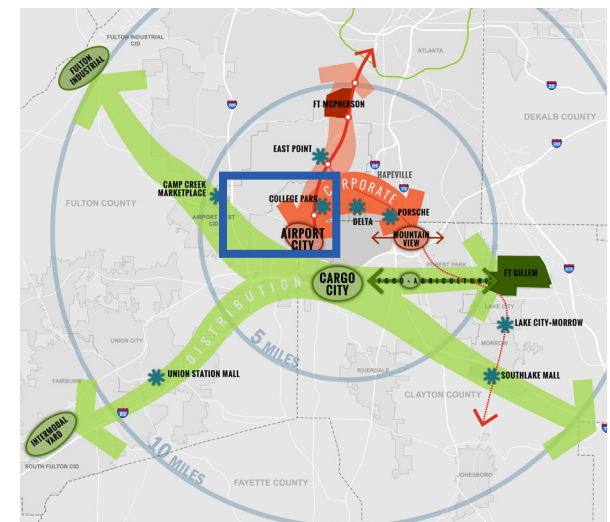 FULTON INDUSTRIAL
CID
FULTON
INDUSTRIAL
ATLANTA
FT MCPHERSON
DEKALB COUNTY
EAST POINT
HAPEVILLE
CAMP CREEK
MARKETPLACE
FULTON COUNTY
COLLEGE PARK
CORPORATE
DELTA
PORSCHE
AIRPORT
CITY
MOUNTAIN
VIEW
FOREST PARK
FT GILLEM
CARGO
CITY
FOOD-AGRICULTURE
LAKE CITY
DISTRIBUTION
LAKE CITY-MORROW
MORROW
UNION CITY
5 MILES
RIVERDALE
SOUTHLAKE MALL
UNION STATION MALL
FAIRBURN
CLAYTON COUNTY
INTERMODAL
YARD
85
10 MILES
SOUTH FULTON CID
FAYETTE COUNTY
JONESBORO